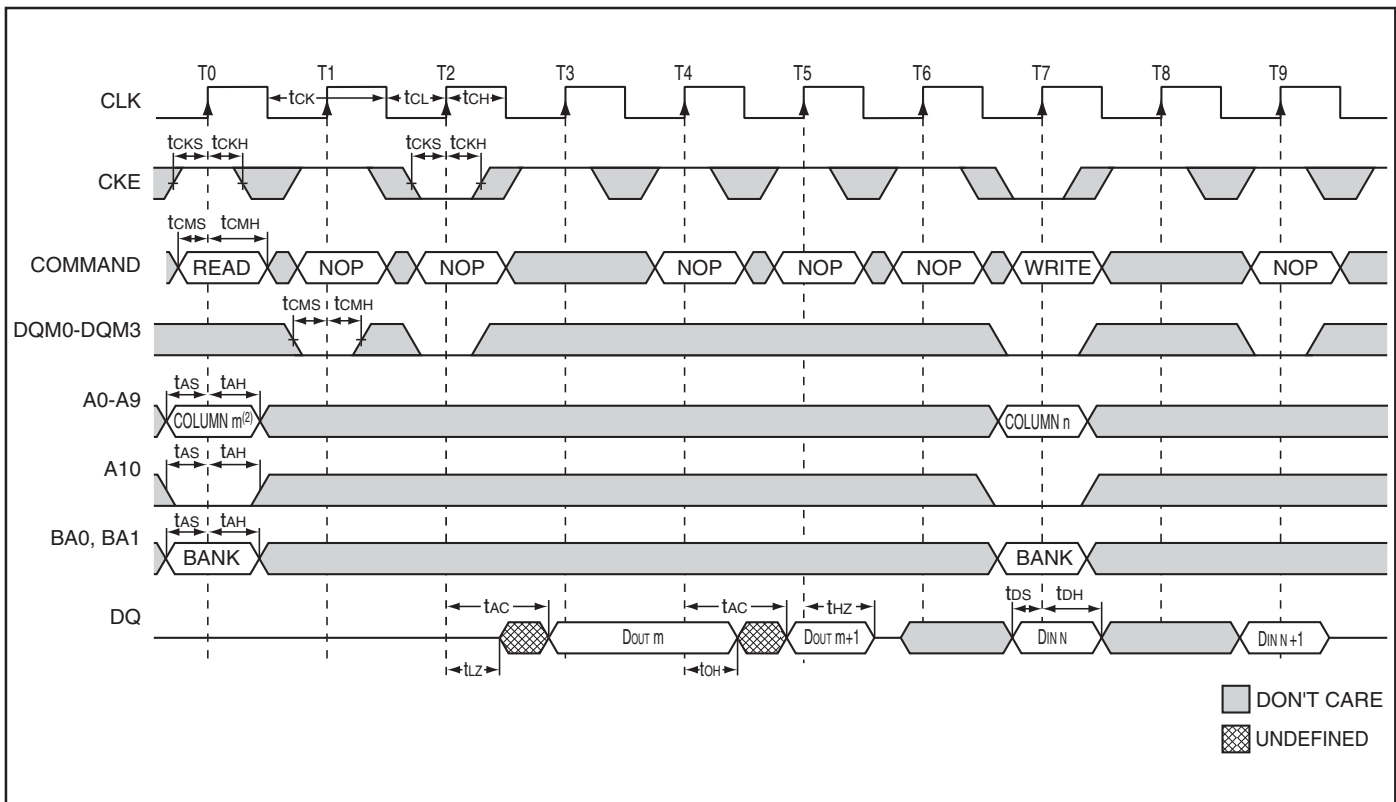 T0 T1 T2 T3 T4 T5 T6 T7 T8 T9
CLK tCK tCL tCH
tCKS tCKH tCKS tCKH
CKE
tCMS tCMH
COMMAND READ NOP NOP NOP NOP NOP WRITE NOP
tCMS tCMH
DQM0-DQM3
tAS tAH
A0-A9 COLUMN m(2) COLUMN n
tAS tAH
A10
tAS tAH
BA0, BA1 BANK BANK
tAC tAC tHZ tDS tDH
DQ DOUT m DOUT m+1 DIN N DIN N+1
tLZ tOH
DON'T CARE
UNDEFINED